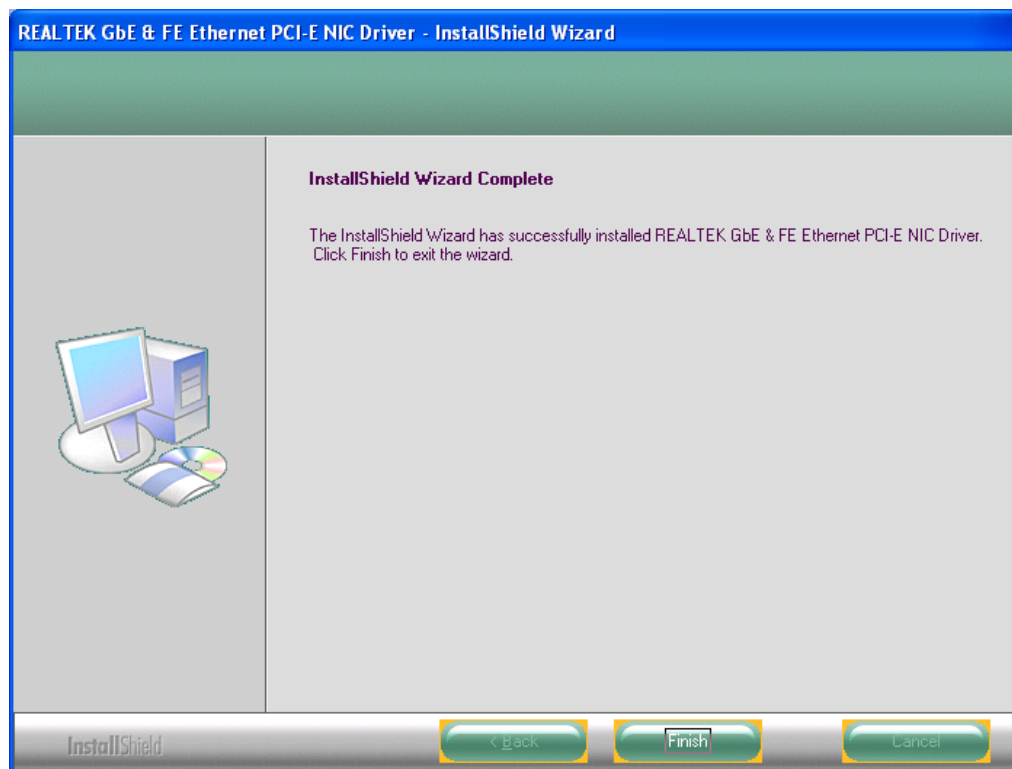 REALTEK GbE & FE Ethernet PCI-E NIC Driver - InstallShield Wizard
InstallShield Wizard Complete
The InstallShield Wizard has successfully installed REALTEK GbE & FE Ethernet PCI-E NIC Driver.
Click Finish to exit the wizard.
InstallShield
< Back
Finish
Cancel